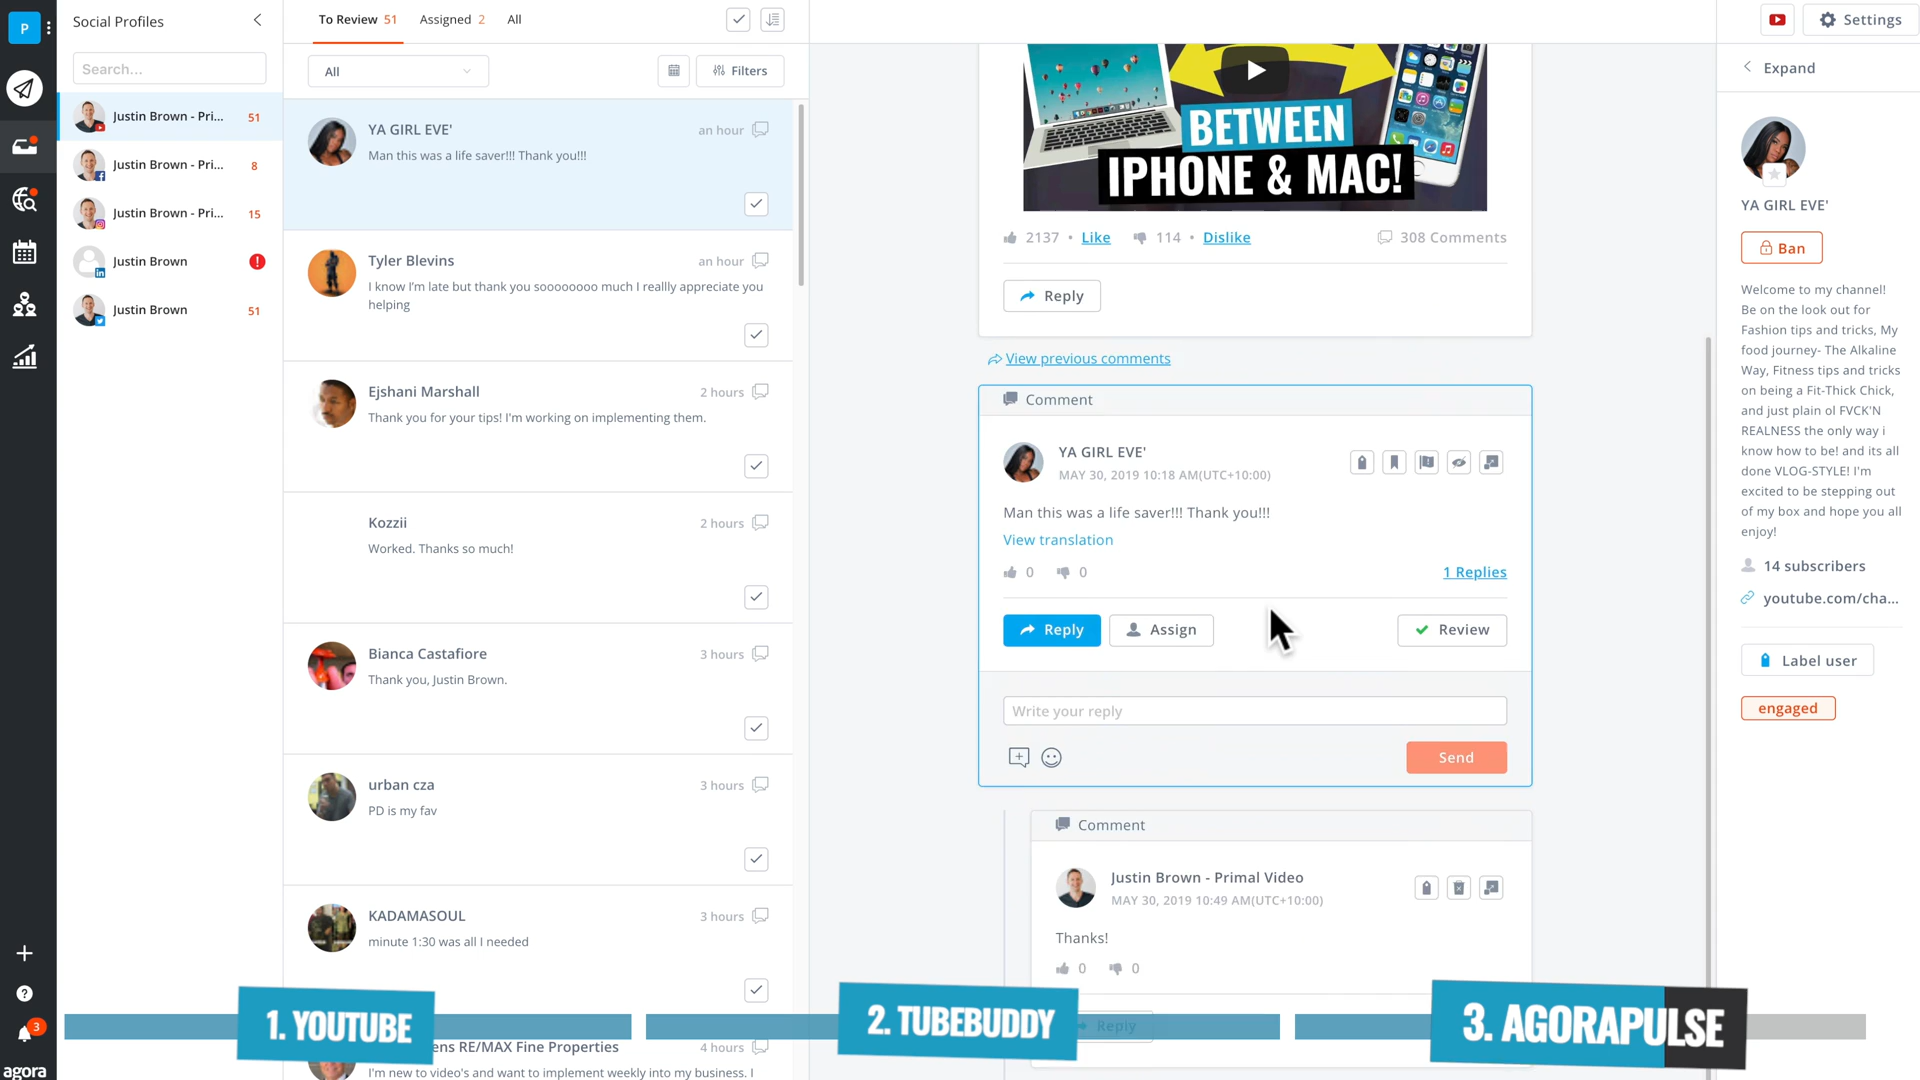 P
Social Profiles
Search...
Justin Brown - Pri... 51
Justin Brown - Pri... 8
Justin Brown - Pri... 15
Justin Brown !
Justin Brown 51
?
3
agora
To Review 51 Assigned 2 All
All
Filters
YA GIRL EVE' an hour
Man this was a life saver!!! Thank you!!!
Tyler Blevins an hour
I know I'm late but thank you soooooooo much I reallly appreciate you
helping
Ejshani Marshall 2 hours
Thank you for your tips! I'm working on implementing them.
Kozzii 2 hours
Worked. Thanks so much!
Bianca Castafiore 3 hours
Thank you, Justin Brown.
urban cza 3 hours
PD is my fav
KADAMASOUL 3 hours
minute 1:30 was all I needed
ens RE/MAX Fine Properties 4 hours
I'm new to video's and want to implement weekly into my business. I
BETWEEN
IPHONE & MAC!
2137 • Like 114 • Dislike 308 Comments
Reply
View previous comments
Comment
YA GIRL EVE'
MAY 30, 2019 10:18 AM(UTC+10:00)
Man this was a life saver!!! Thank you!!!
View translation
0 0 1 Replies
Reply Assign Review
Write your reply
Send
Comment
Justin Brown - Primal Video
MAY 30, 2019 10:49 AM(UTC+10:00)
Thanks!
0 0
Reply
Settings
Expand
YA GIRL EVE'
Ban
Welcome to my channel!
Be on the look out for
Fashion tips and tricks, My
food journey- The Alkaline
Way, Fitness tips and tricks
on being a Fit-Thick Chick,
and just plain ol FVCK'N
REALNESS the only way i
know how to be! and its all
done VLOG-STYLE! I'm
excited to be stepping out
of my box and hope you all
enjoy!
14 subscribers
youtube.com/cha...
Label user
engaged
1. YOUTUBE
2. TUBEBUDDY
3. AGORAPULSE